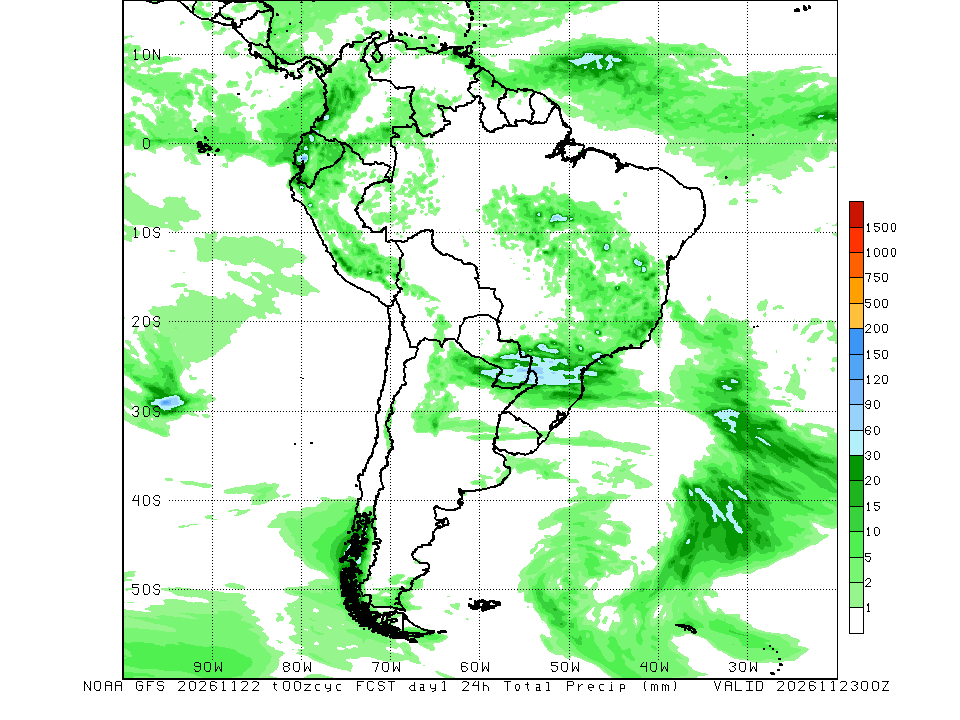 10N
0
10S
20S
30S
40S
50S
90W 80W 70W 60W 50W 40W 30W
1500
1000
750
500
200
150
120
90
60
30
20
15
10
5
2
1
NOAA GFS 20261122 t00zcyc FCST day1 24h Total Precip (mm) VALID 2026112300Z